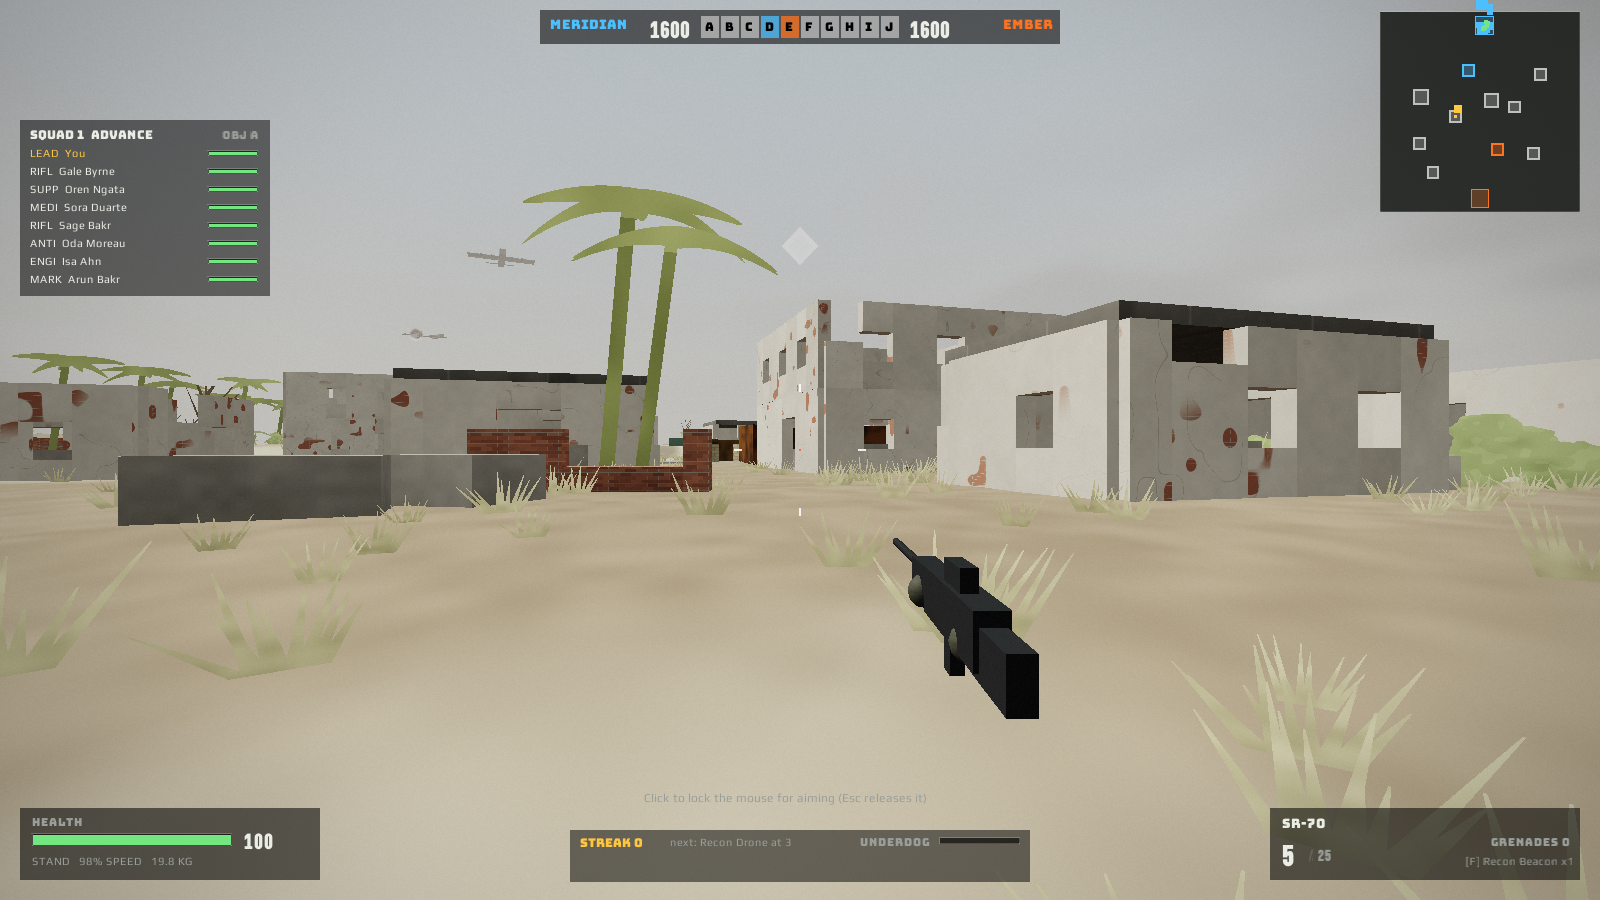 MERIDIAN 1600 A B C D E F G H I J 1600 EMBER
SQUAD 1 ADVANCE OBJ A
LEAD You
RIFL Gale Byrne
SUPP Oren Ngata
MEDI Sora Duarte
RIFL Sage Bakr
ANTI Oda Moreau
ENGI Isa Ahn
MARK Arun Bakr
Click to lock the mouse for aiming (Esc releases it)
HEALTH
100
STAND 98% SPEED 19.8 KG
STREAK 0 next: Recon Drone at 3 UNDERDOG
SR-70
GRENADES 0
5 / 25
[F] Recon Beacon x1